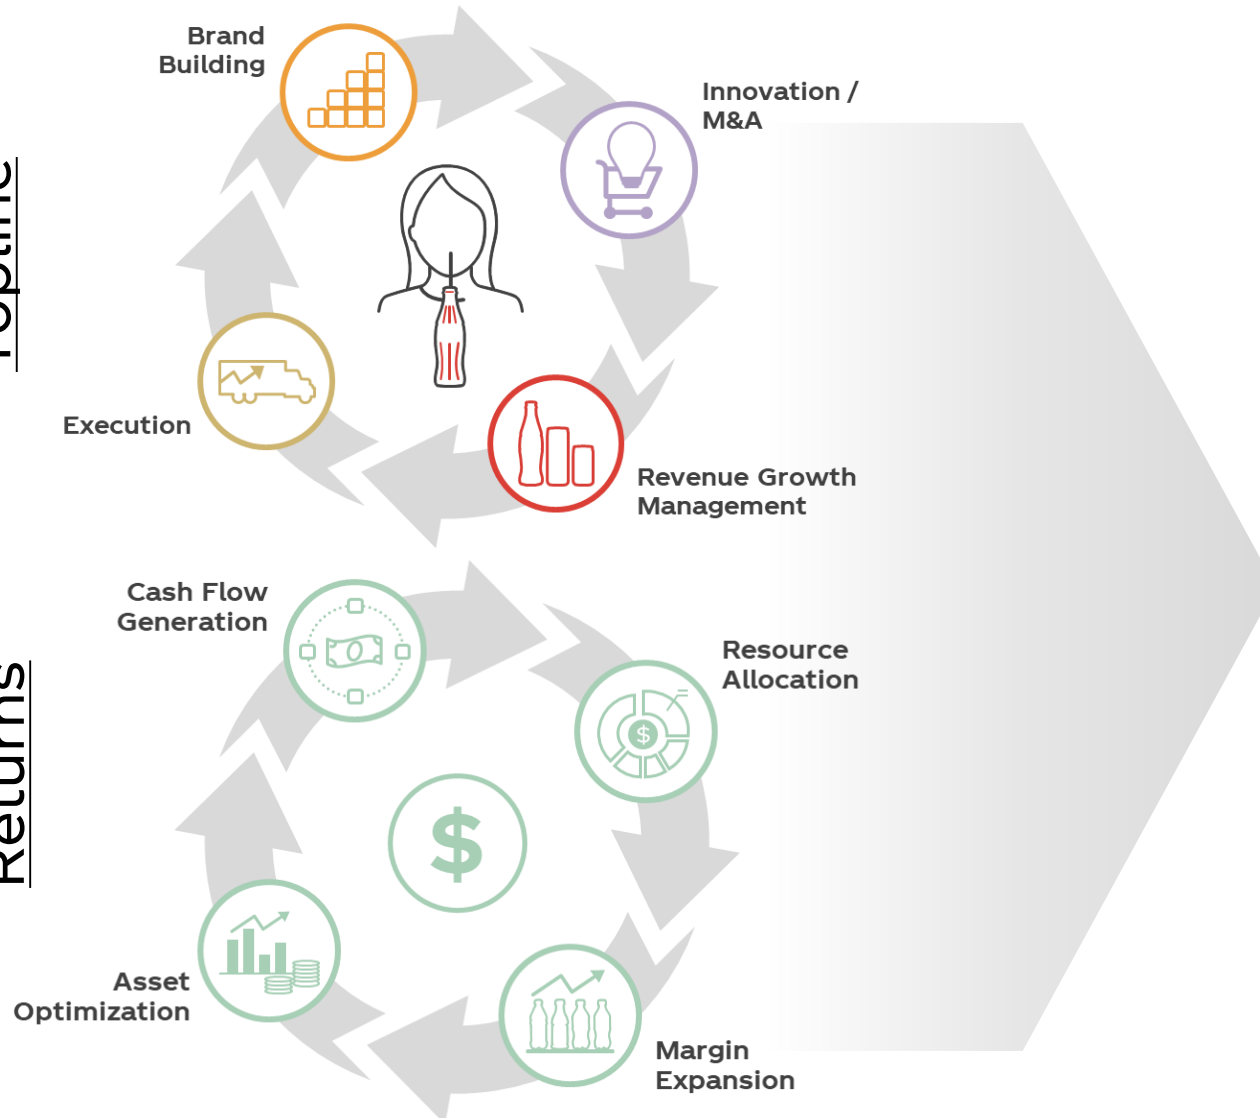 Topline
Brand
Building
Innovation /
M&A
Execution
Revenue Growth
Management
Returns
Cash Flow
Generation
Resource
Allocation
$
$
Asset
Optimization
Margin
Expansion